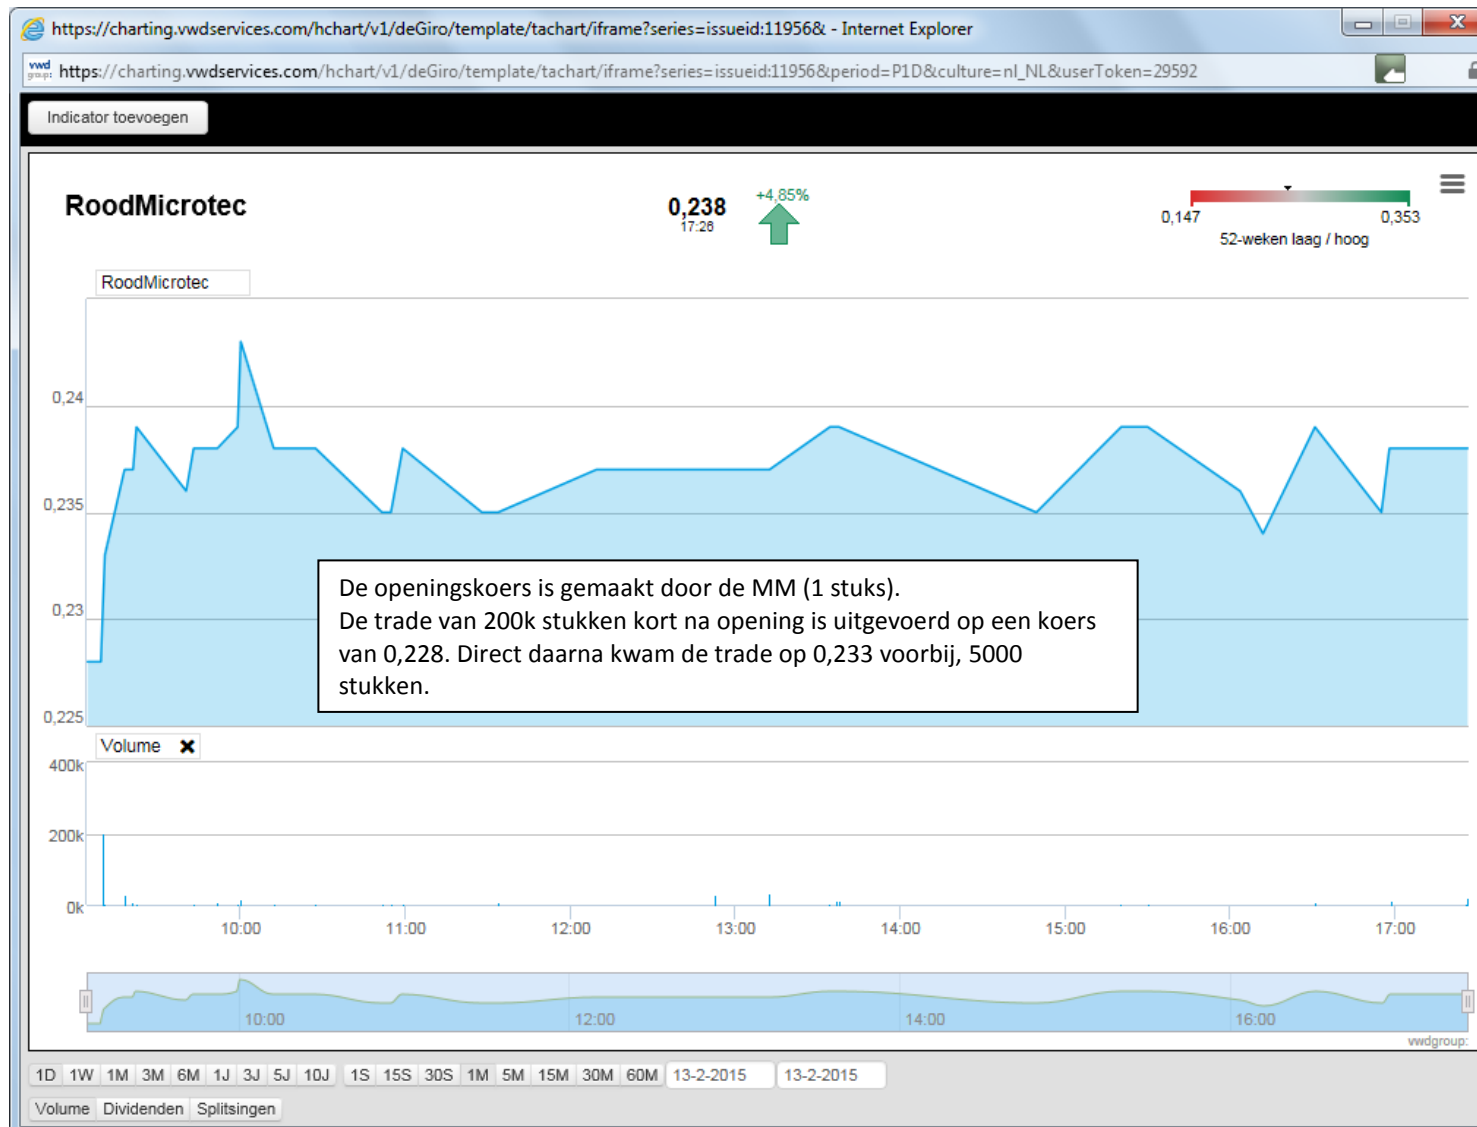 https://charting.vwdservices.com/hchart/v1/deGiro/template/tachart/iframe?series=issueid:11956& - Internet Explorer
vwd group: https://charting.vwdservices.com/hchart/v1/deGiro/template/tachart/iframe?series=issueid:11956&period=P1D&culture=nl_NL&userToken=29592
Indicator toevoegen
RoodMicrotec
0,238
17:26
+4,85%
0,147 0,353
52-weken laag / hoog
RoodMicrotec
0,24
0,235
0,23
0,225
De openingskoers is gemaakt door de MM (1 stuks).
De trade van 200k stukken kort na opening is uitgevoerd op een koers
van 0,228. Direct daarna kwam de trade op 0,233 voorbij, 5000
stukken.
Volume
400k
200k
0k
10:00 11:00 12:00 13:00 14:00 15:00 16:00 17:00
10:00 12:00 14:00 16:00
vwdgroup:
1D 1W 1M 3M 6M 1J 3J 5J 10J 1S 15S 30S 1M 5M 15M 30M 60M 13-2-2015 13-2-2015
Volume Dividenden Splitsingen